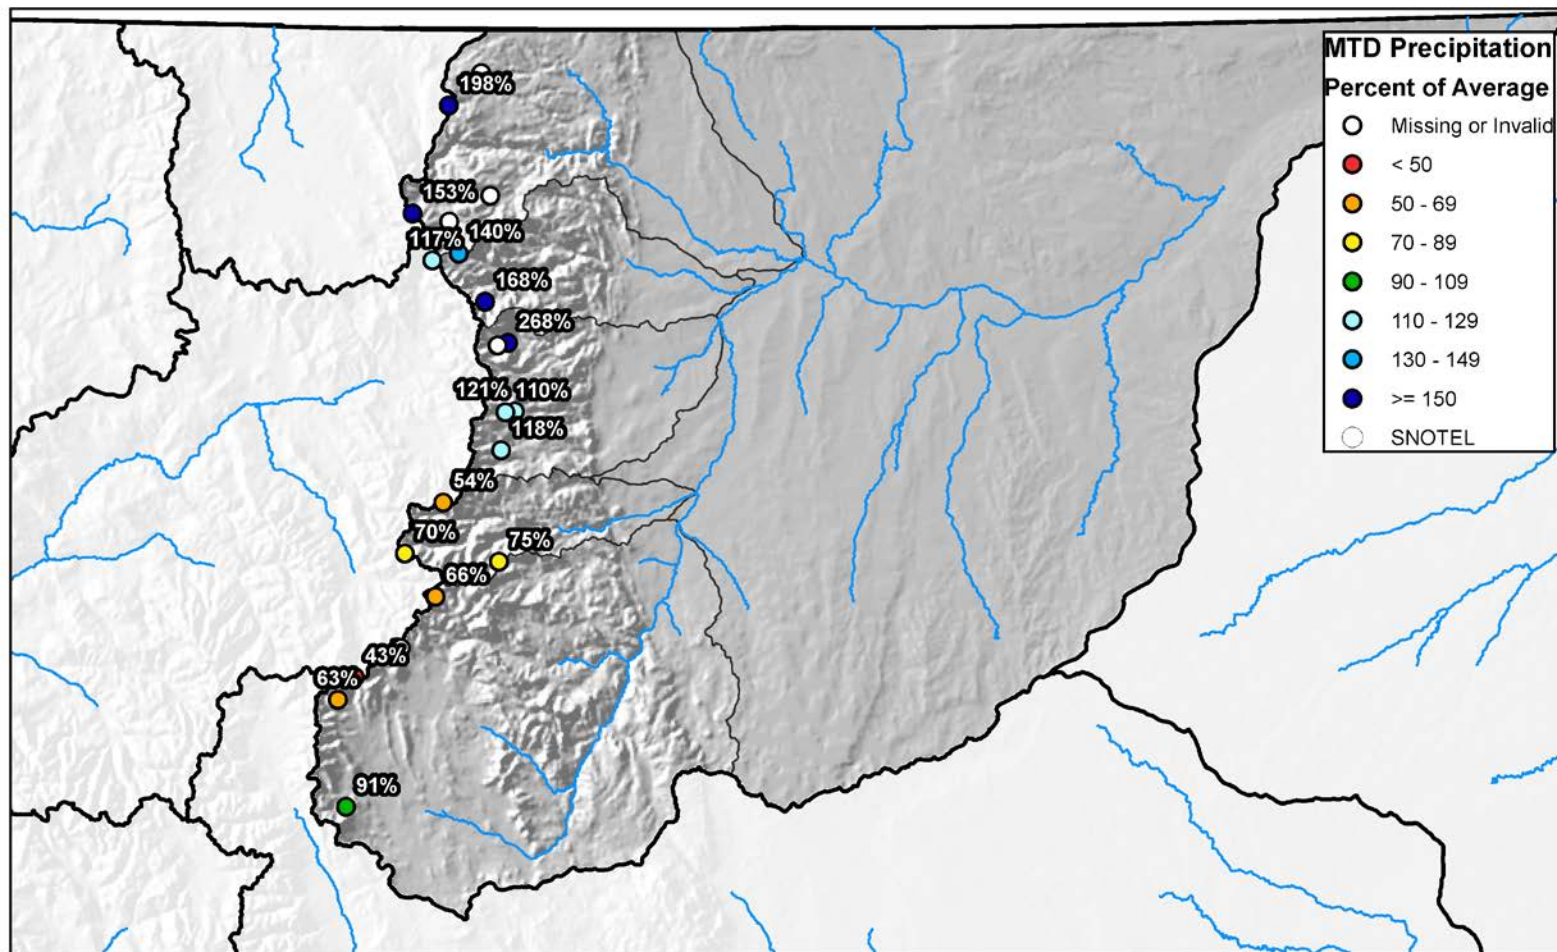 MTD Precipitation
Percent of Average
Missing or Invalid
< 50
50 - 69
70 - 89
90 - 109
110 - 129
130 - 149
>= 150
SNOTEL
198%
153%
117% 140%
168%
268%
121% 110%
118%
54%
70%
75%
66%
43%
63%
91%